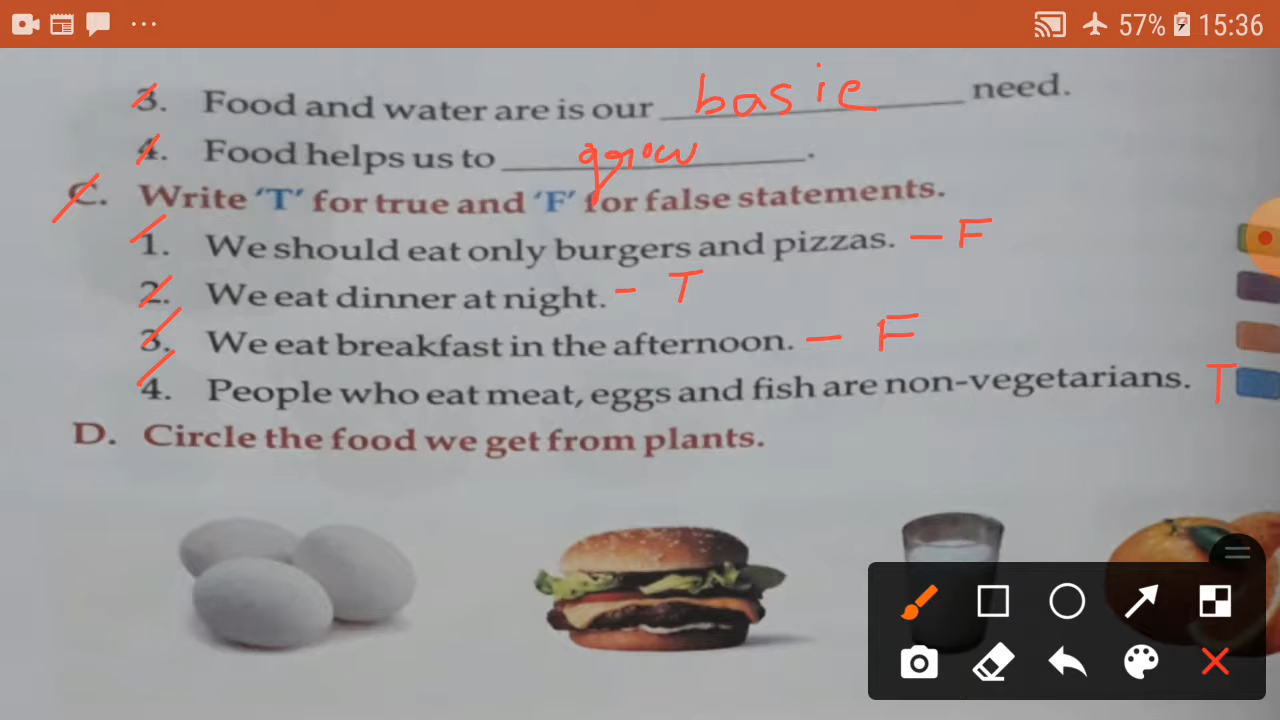 57% 15:36
3. Food and water are is our basic need.
4. Food helps us to grow.
C. Write 'T' for true and 'F' for false statements.
1. We should eat only burgers and pizzas. - F
2. We eat dinner at night. - T
3. We eat breakfast in the afternoon. - F
4. People who eat meat, eggs and fish are non-vegetarians. T
D. Circle the food we get from plants.